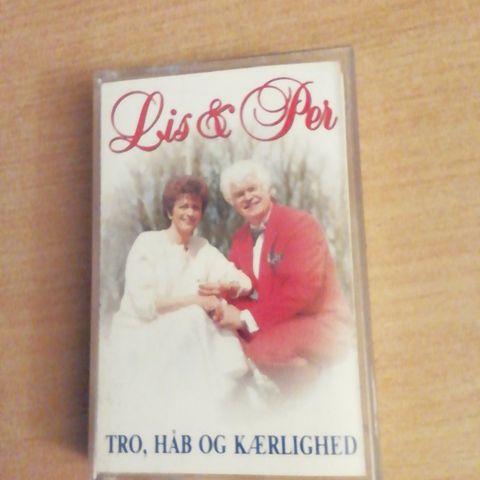 Lis & Per
TRO, HÅB OG KÆRLIGHED